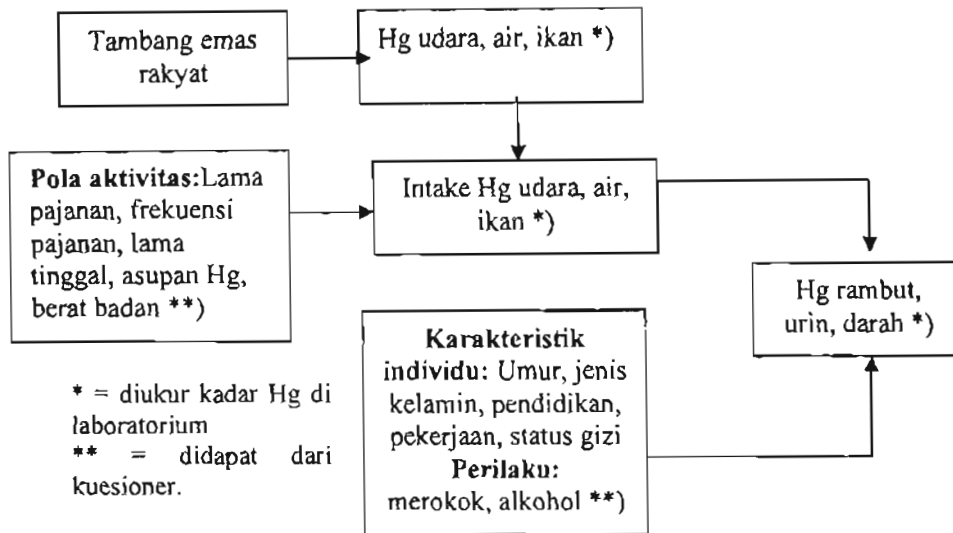 Tambang emas
rakyat
Hg udara, air, ikan *)
Pola aktivitas:Lama
pajanan, frekuensi
pajanan, lama
tinggal, asupan Hg,
berat badan **)
Intake Hg udara, air,
ikan *)
Hg rambut,
urin, darah *)
Karakteristik
individu: Umur, jenis
kelamin, pendidikan,
pekerjaan, status gizi
Perilaku:
merokok, alkohol **)
* = diukur kadar Hg di
laboratorium
** = didapat dari
kuesioner.